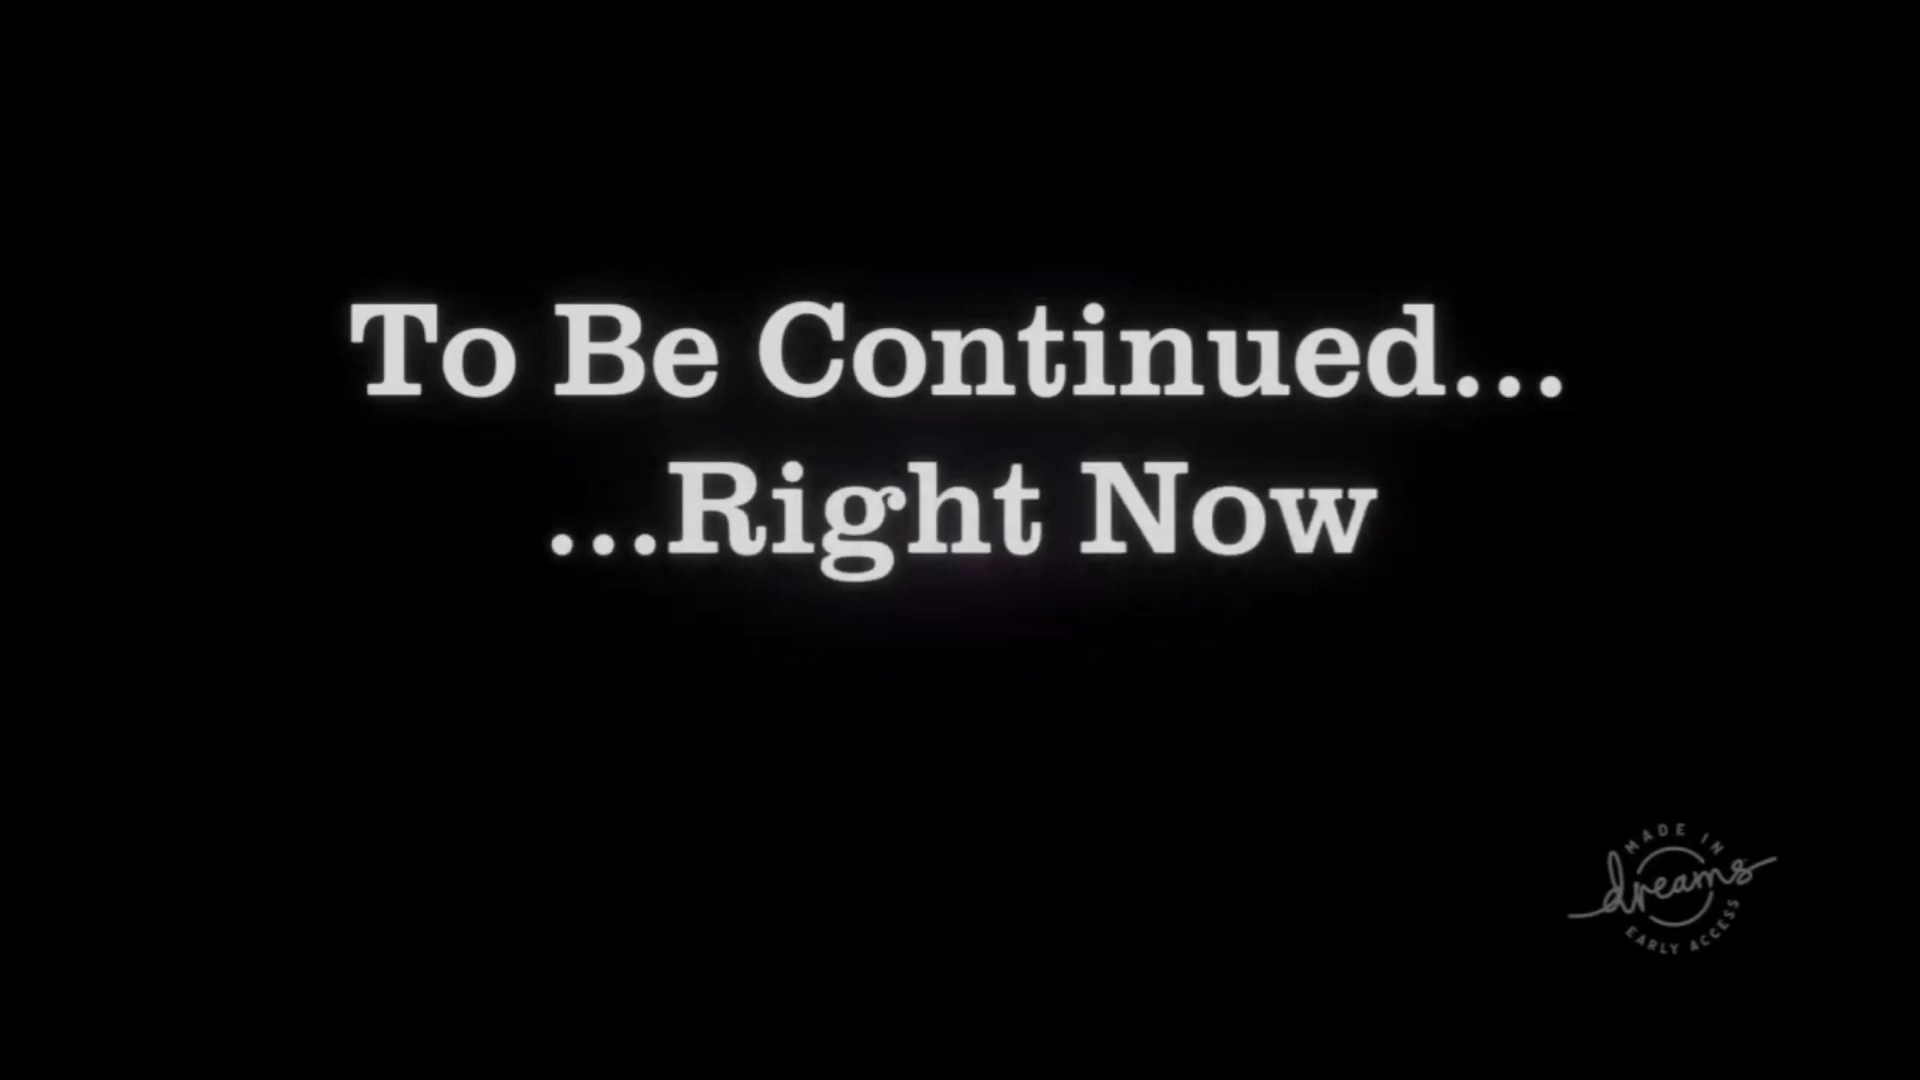 To Be Continued...
...Right Now
MADE IN
dreams
EARLY ACCESS